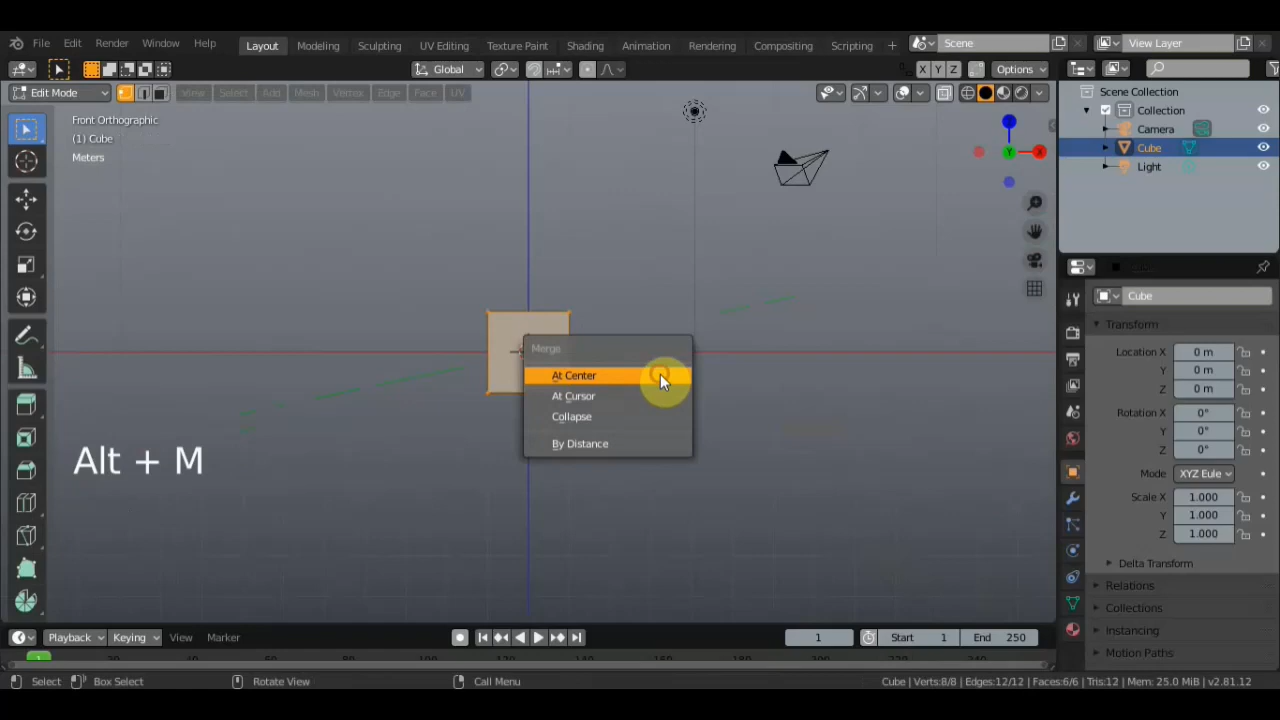 File Edit Render Window Help Layout Modeling Sculpting UV Editing Texture Paint Shading Animation Rendering Compositing Scripting + Scene View Layer
Global X Y Z Options
Edit Mode View Select Add Mesh Vertex Edge Face UV
Front Orthographic
(1) Cube
Meters
Z
Y
X
Merge
At Center
At Cursor
Collapse
By Distance
Alt + M
Scene Collection
Collection
Camera
Cube
Light
Cube
Cube
Transform
Location X 0 m
Y 0 m
Z 0 m
Rotation X 0°
Y 0°
Z 0°
Mode XYZ Eule
Scale X 1.000
Y 1.000
Z 1.000
Delta Transform
Relations
Collections
Instancing
Motion Paths
Playback Keying View Marker 1 Start 1 End 250
1
Select Box Select Rotate View Call Menu Cube | Verts:8/8 | Edges:12/12 | Faces:6/6 | Tris:12 | Mem: 25.0 MiB | v2.81.12